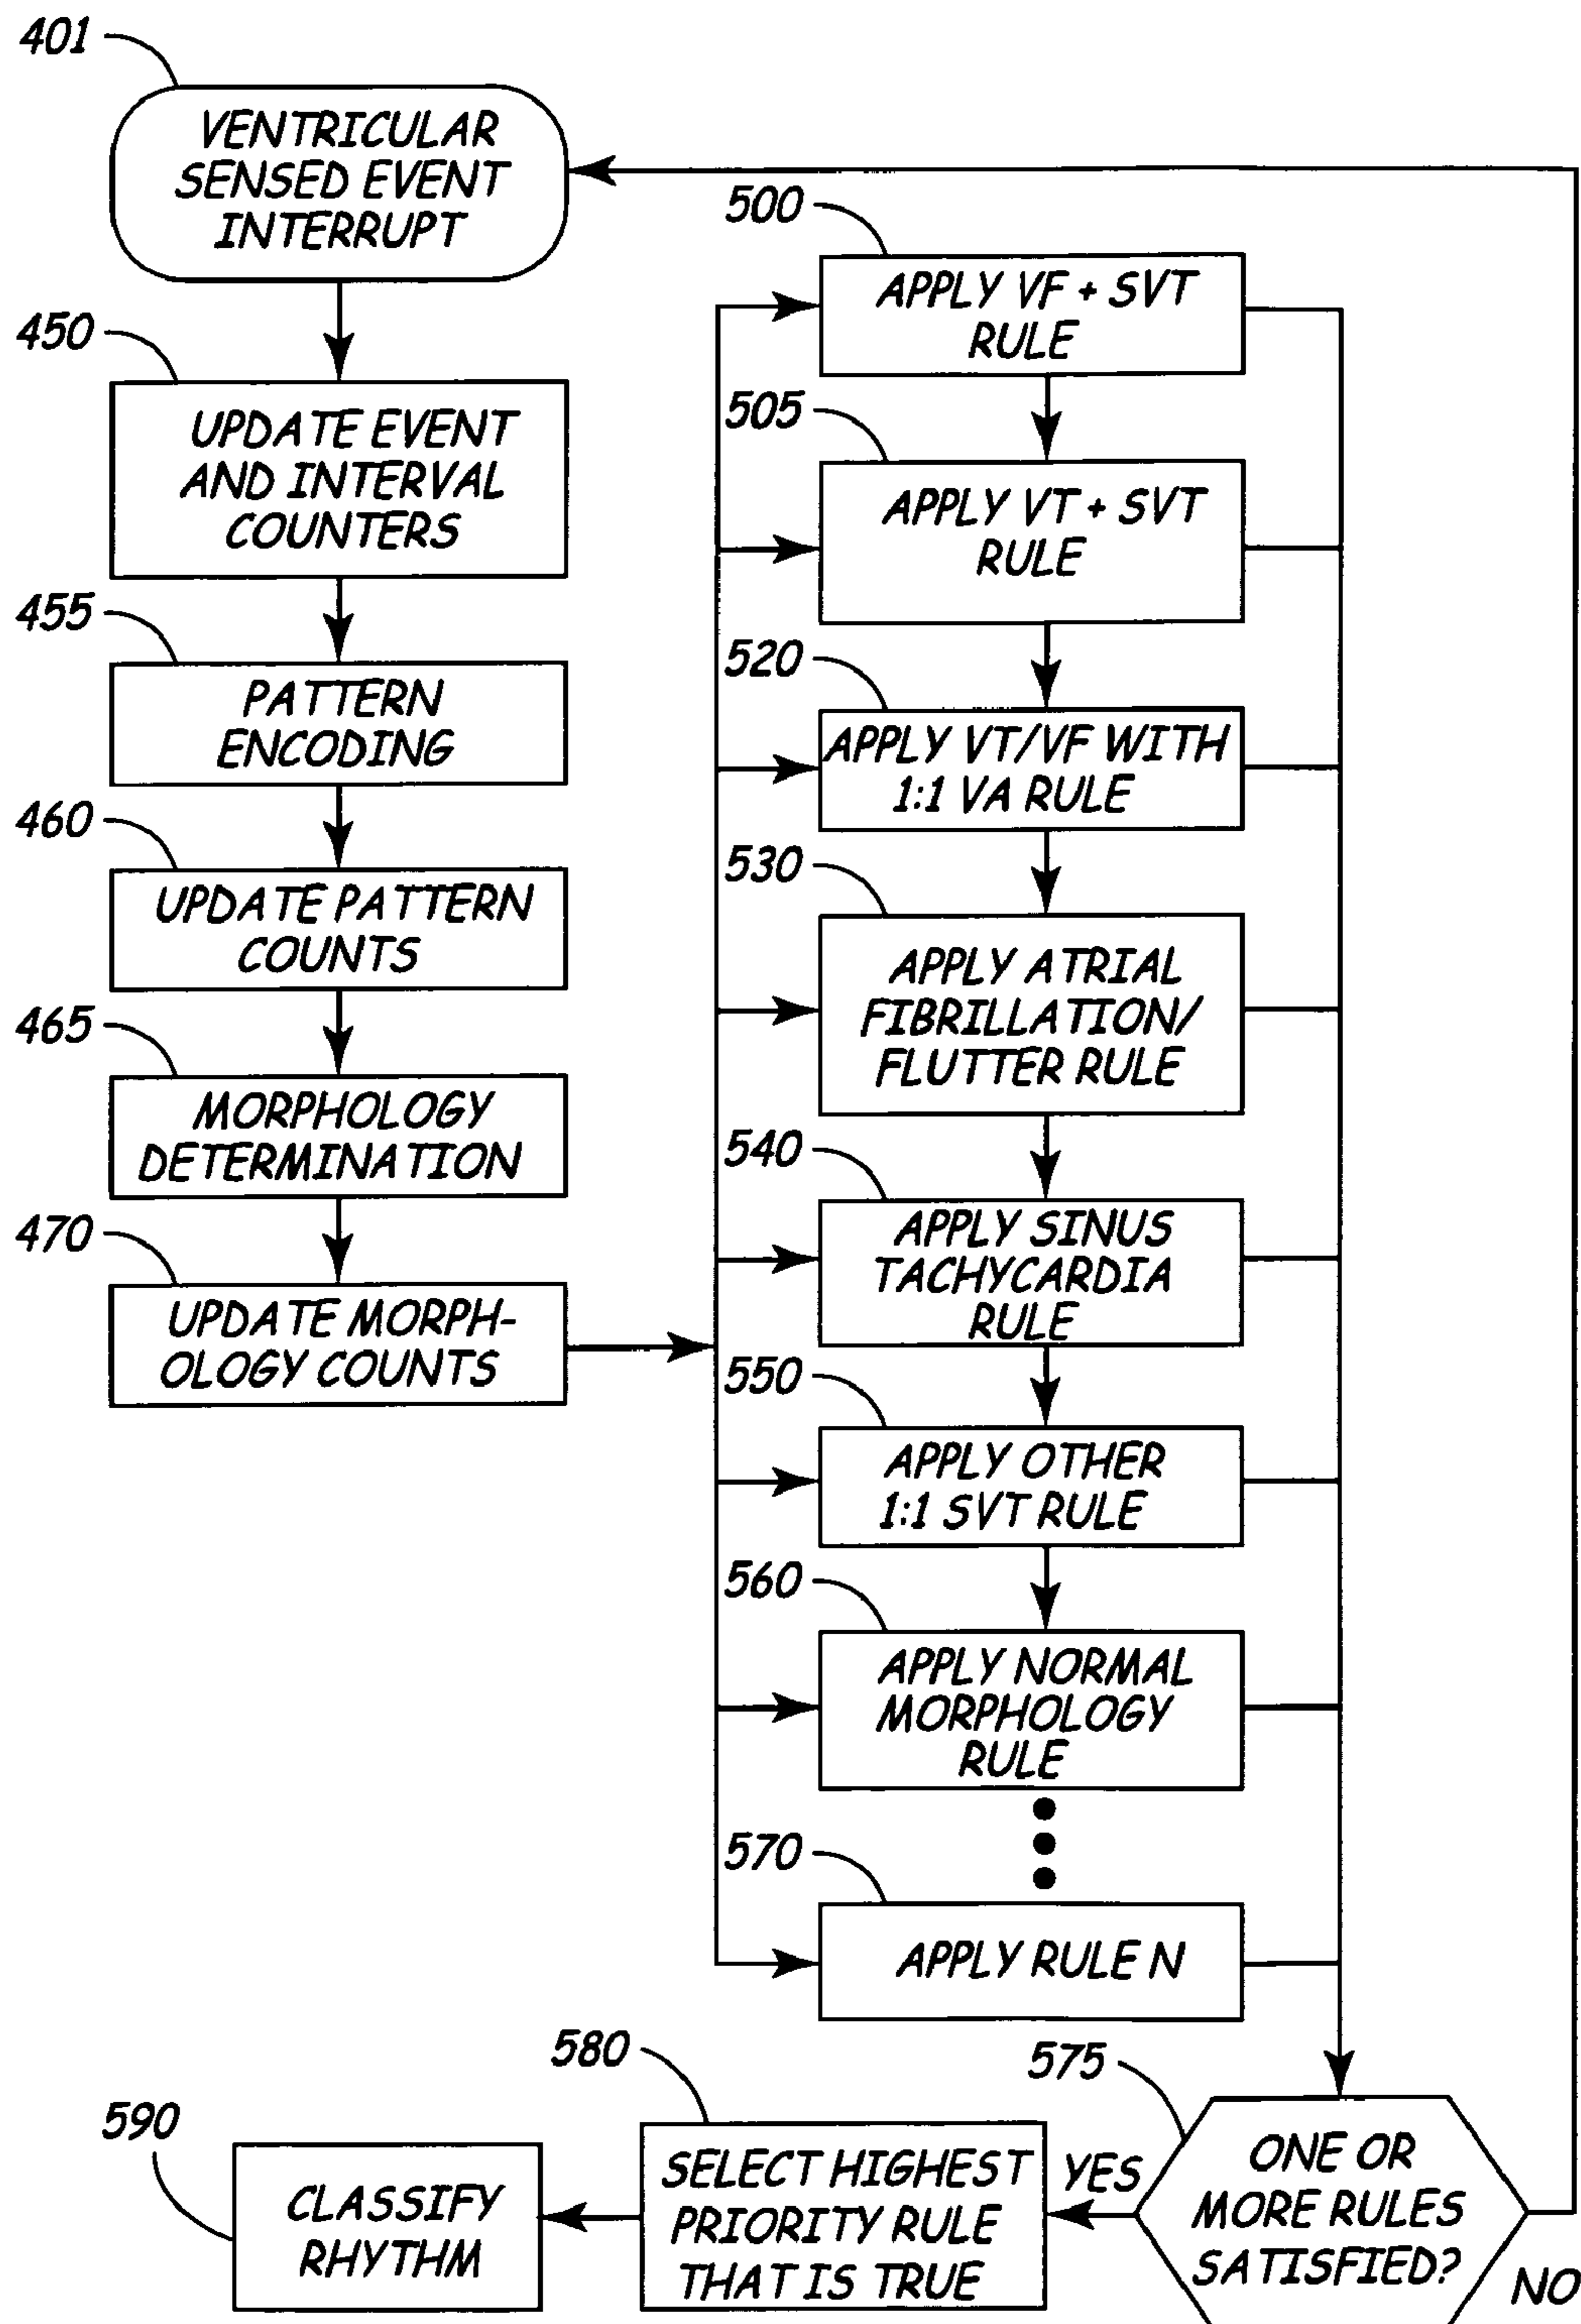 401
VENTRICULAR
SENSED EVENT
INTERRUPT
450
UPDATE EVENT
AND INTERVAL
COUNTERS
455
PATTERN
ENCODING
460
UPDATE PATTERN
COUNTS
465
MORPHOLOGY
DETERMINATION
470
UPDATE MORPH-
OLOGY COUNTS
500
APPLY VF + SVT
RULE
505
APPLY VT + SVT
RULE
520
APPLY VT/VF WITH
1:1 VA RULE
530
APPLY ATRIAL
FIBRILLATION/
FLUTTER RULE
540
APPLY SINUS
TACHYCARDIA
RULE
550
APPLY OTHER
1:1 SVT RULE
560
APPLY NORMAL
MORPHOLOGY
RULE
570
APPLY RULE N
575
ONE OR
MORE RULES
SATISFIED?
NO
YES
580
SELECT HIGHEST
PRIORITY RULE
THAT IS TRUE
590
CLASSIFY
RHYTHM